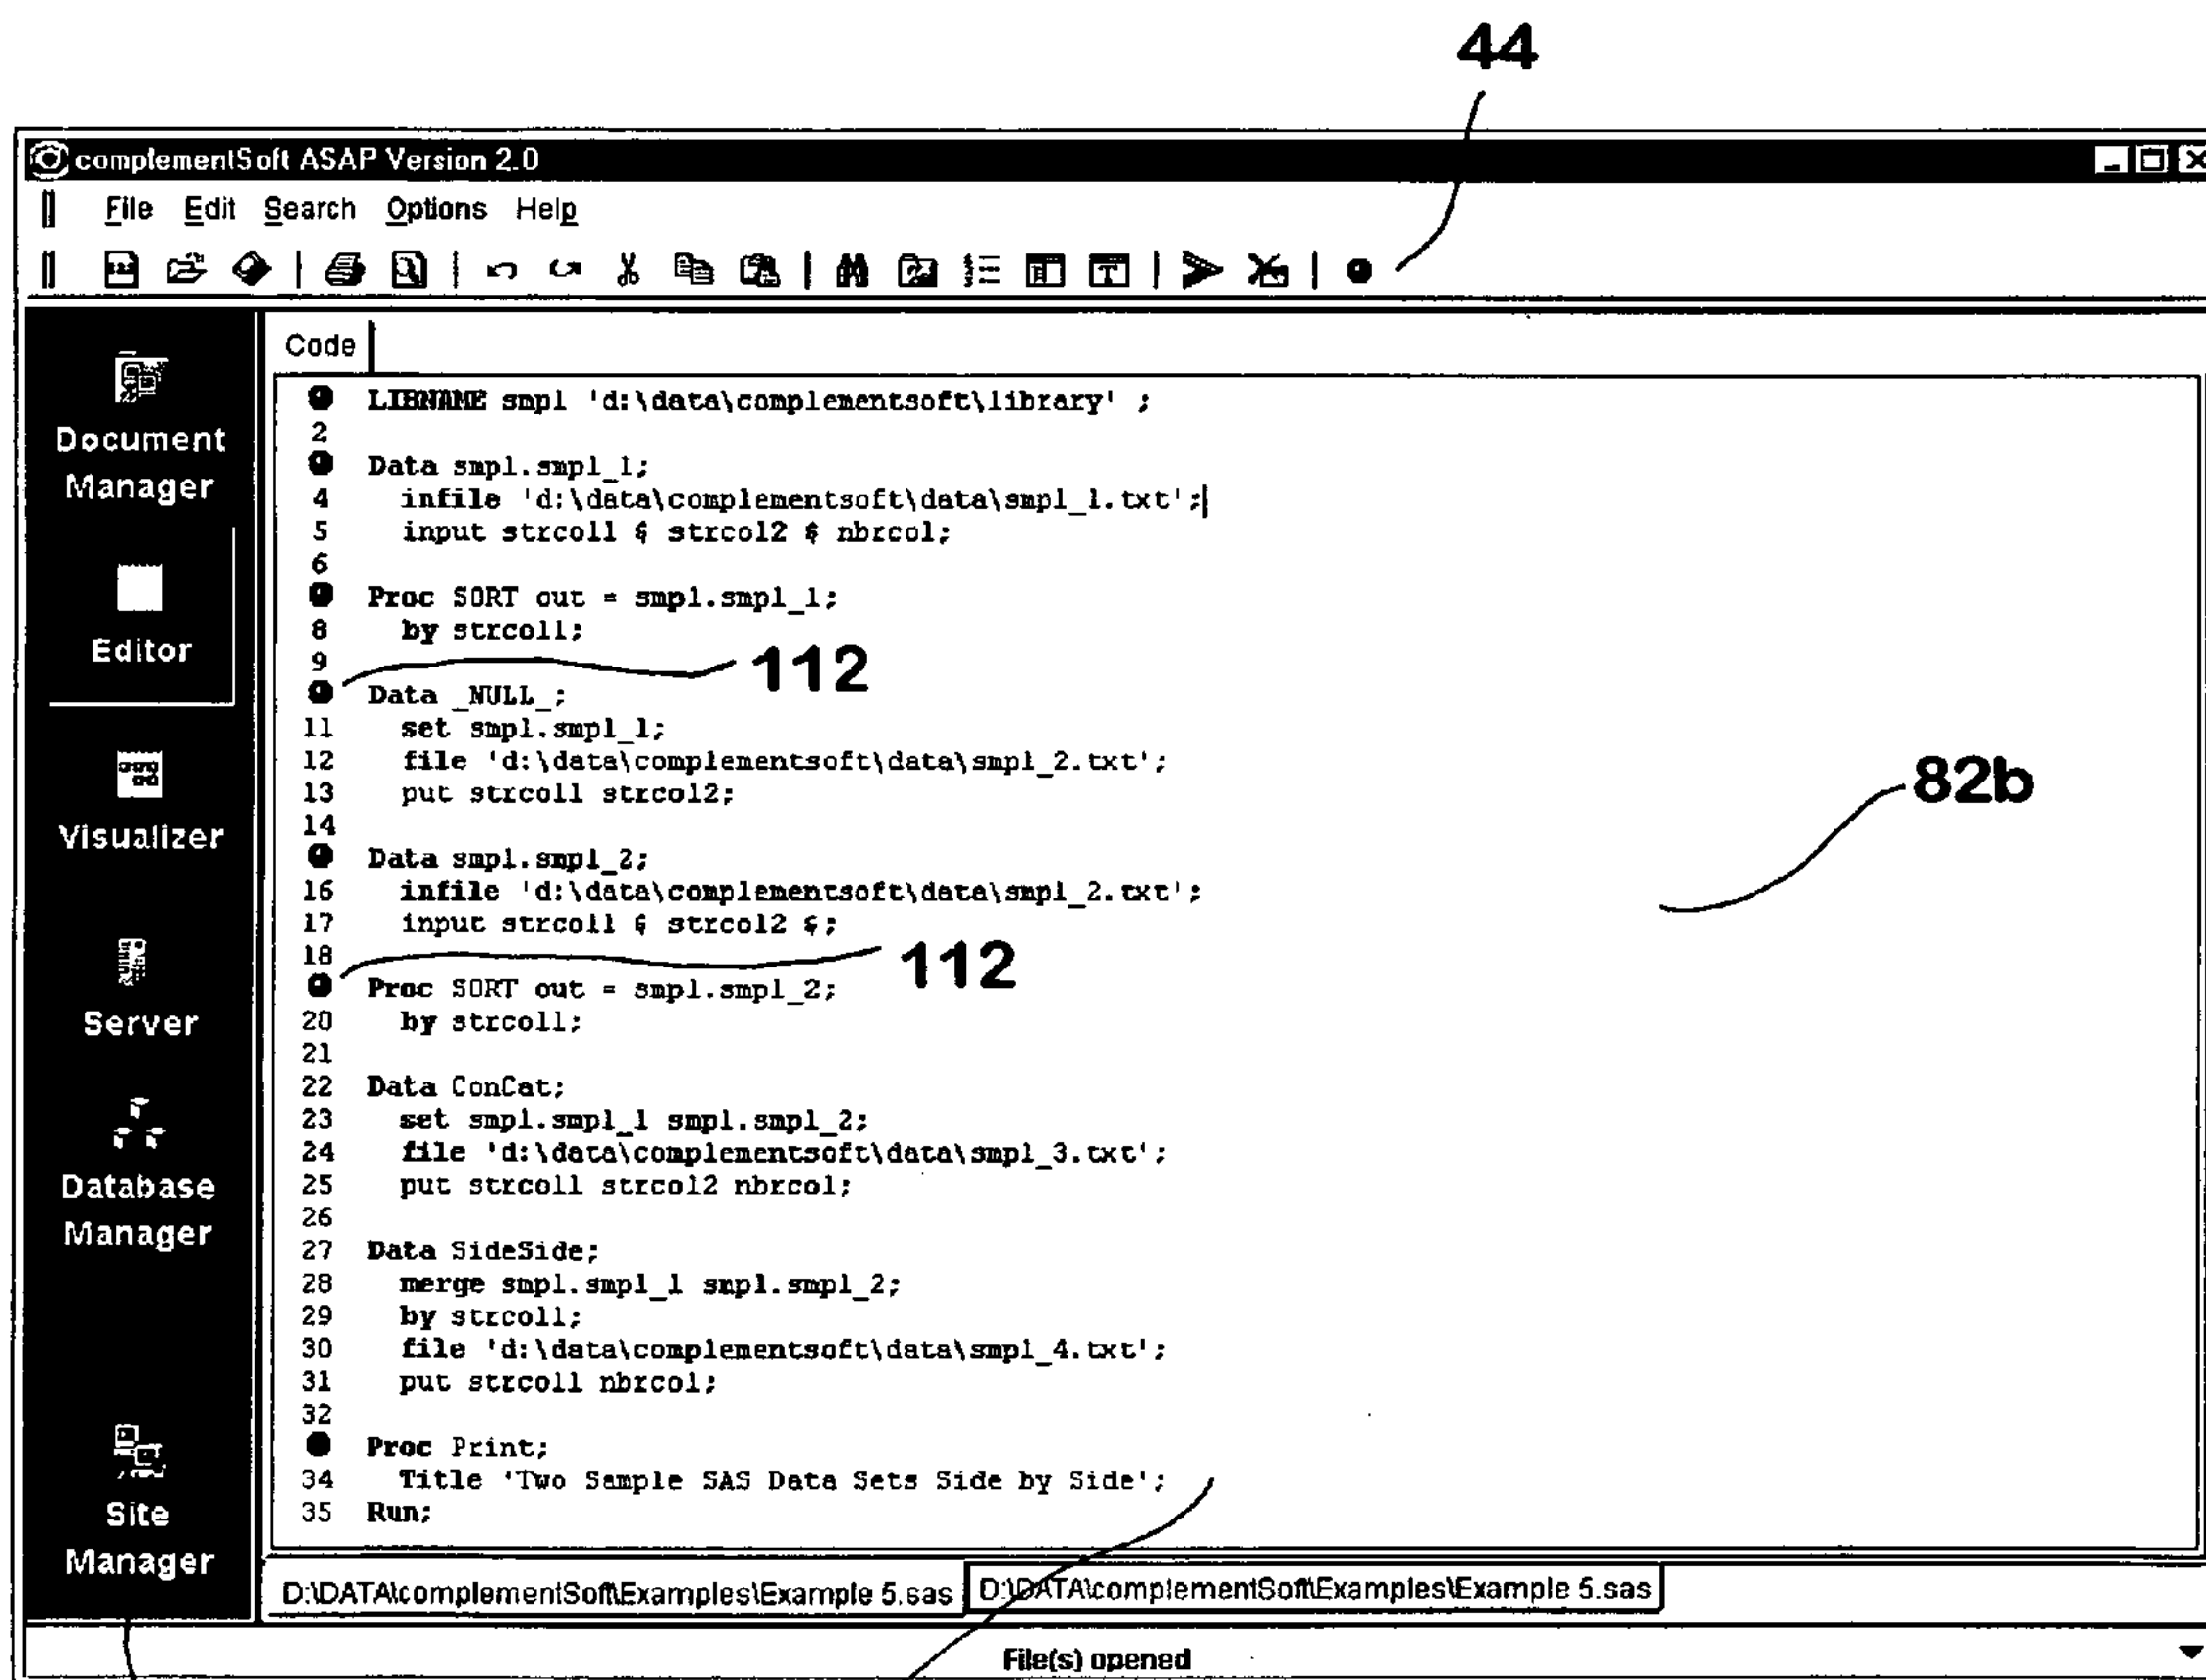 44
complementSoft ASAP Version 2.0
File Edit Search Options Help
Code
LIBNAME smpl 'd:\data\complementsoft\library' ;
2
Data smpl.smpl_1;
4 infile 'd:\data\complementsoft\data\smpl_1.txt';
5 input strcol1 $ strcol2 $ nbrcol;
6
Proc SORT out = smpl.smpl_1;
8 by strcol1;
9
112
Data _NULL_;
11 set smpl.smpl_1;
12 file 'd:\data\complementsoft\data\smpl_2.txt';
82b
13 put strcol1 strcol2;
14
Data smpl.smpl_2;
16 infile 'd:\data\complementsoft\data\smpl_2.txt';
17 input strcol1 $ strcol2 $;
18
112
Proc SORT out = smpl.smpl_2;
20 by strcol1;
21
22 Data ConCat;
23 set smpl.smpl_1 smpl.smpl_2;
24 file 'd:\data\complementsoft\data\smpl_3.txt';
25 put strcol1 strcol2 nbrcol;
26
27 Data SideSide;
28 merge smpl.smpl_1 smpl.smpl_2;
29 by strcol1;
30 file 'd:\data\complementsoft\data\smpl_4.txt';
31 put strcol1 nbrcol;
32
Proc Print;
34 Title 'Two Sample SAS Data Sets Side by Side';
35 Run;
Document
Manager
Editor
Visualizer
Server
Database
Manager
Site
Manager
D:\DATA\complementSoft\Examples\Example 5.sas
D:\DATA\complementSoft\Examples\Example 5.sas
File(s) opened